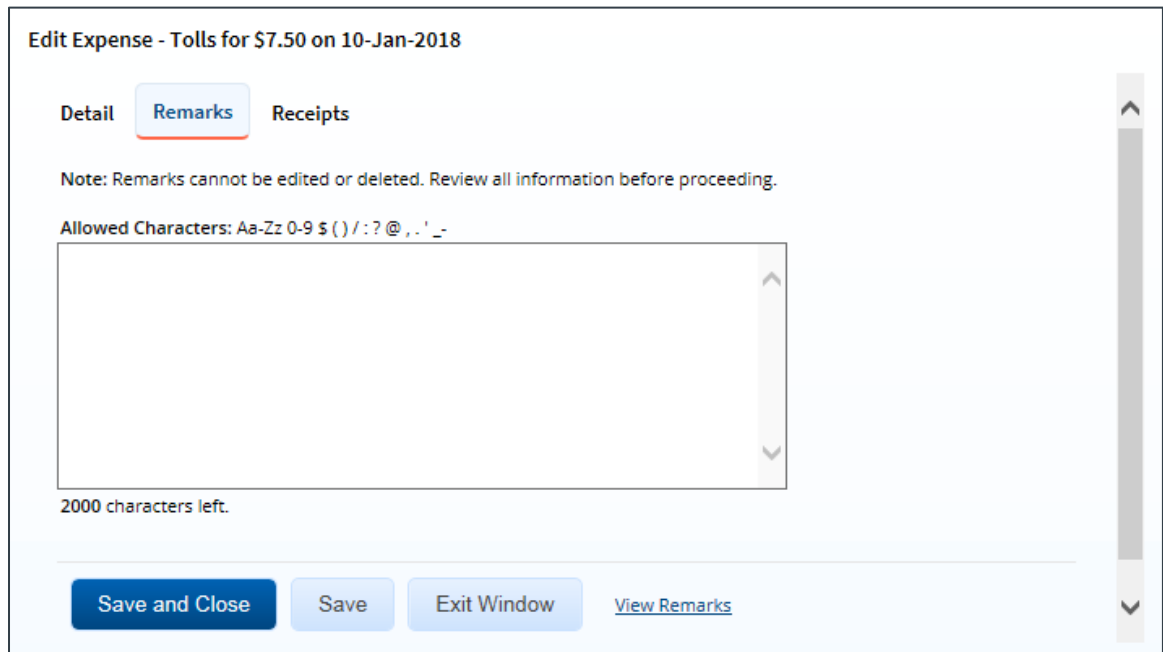 Edit Expense - Tolls for $7.50 on 10-Jan-2018
Detail Remarks Receipts
Note: Remarks cannot be edited or deleted. Review all information before proceeding.
Allowed Characters: Aa-Zz 0-9 $ ( ) / : ? @ , . ' _-
2000 characters left.
Save and Close Save Exit Window View Remarks